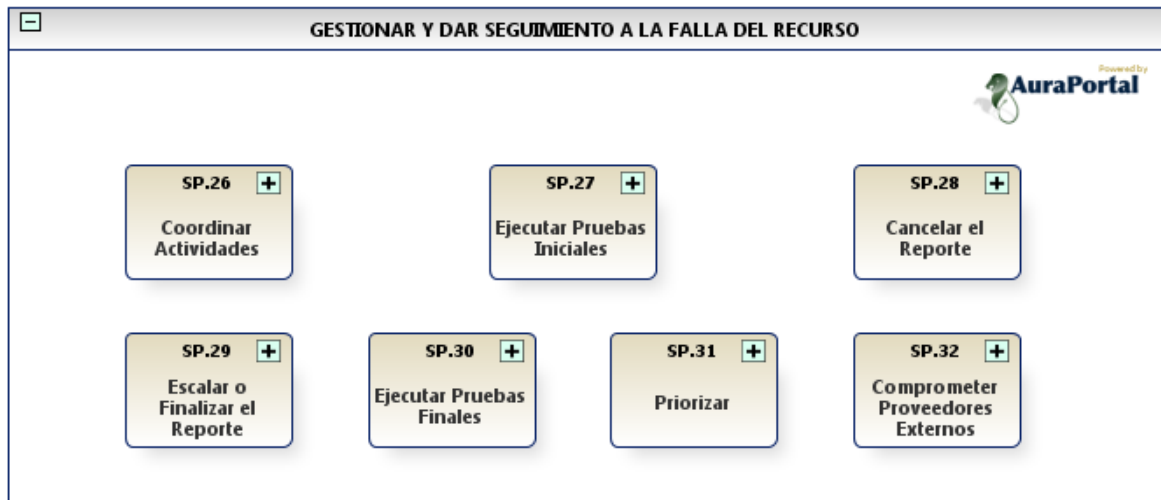 GESTIONAR Y DAR SEGUIMIENTO A LA FALLA DEL RECURSO
Powered by
AuraPortal
SP.26
Coordinar
Actividades
SP.27
Ejecutar Pruebas
Iniciales
SP.28
Cancelar el
Reporte
SP.29
Escalar o
Finalizar el
Reporte
SP.30
Ejecutar Pruebas
Finales
SP.31
Priorizar
SP.32
Comprometer
Proveedores
Externos